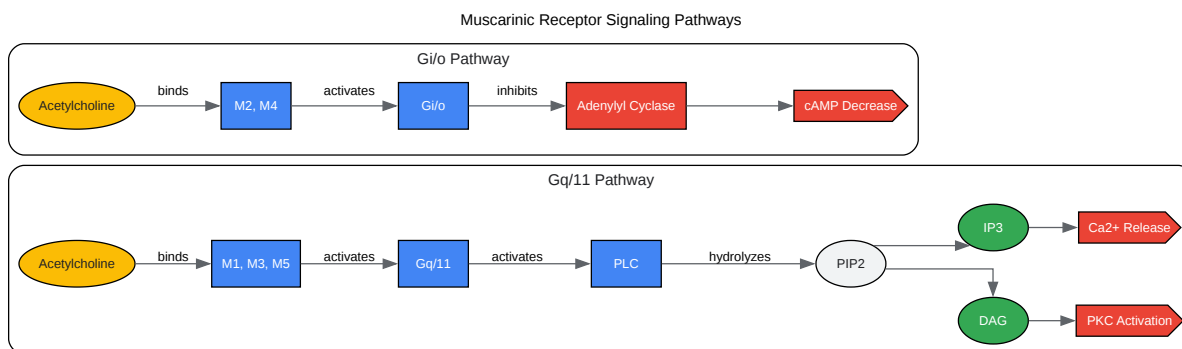 Muscarinic Receptor Signaling Pathways
Gi/o Pathway
Acetylcholine
binds
M2, M4
activates
Gi/o
inhibits
Adenylyl Cyclase
cAMP Decrease
Gq/11 Pathway
Acetylcholine
binds
M1, M3, M5
activates
Gq/11
activates
PLC
hydrolyzes
PIP2
IP3
Ca2+ Release
DAG
PKC Activation